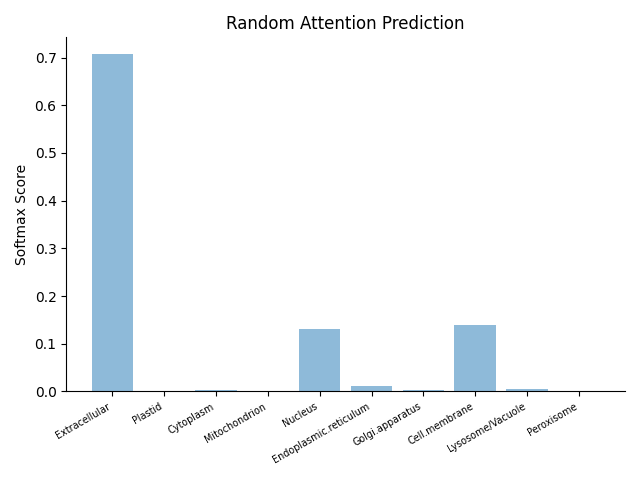 Random Attention Prediction
Softmax Score
0.7
0.6
0.5
0.4
0.3
0.2
0.1
0.0
Extracellular
Plastid
Cytoplasm
Mitochondrion
Nucleus
Endoplasmic.reticulum
Golgi.apparatus
Cell.membrane
Lysosome/Vacuole
Peroxisome